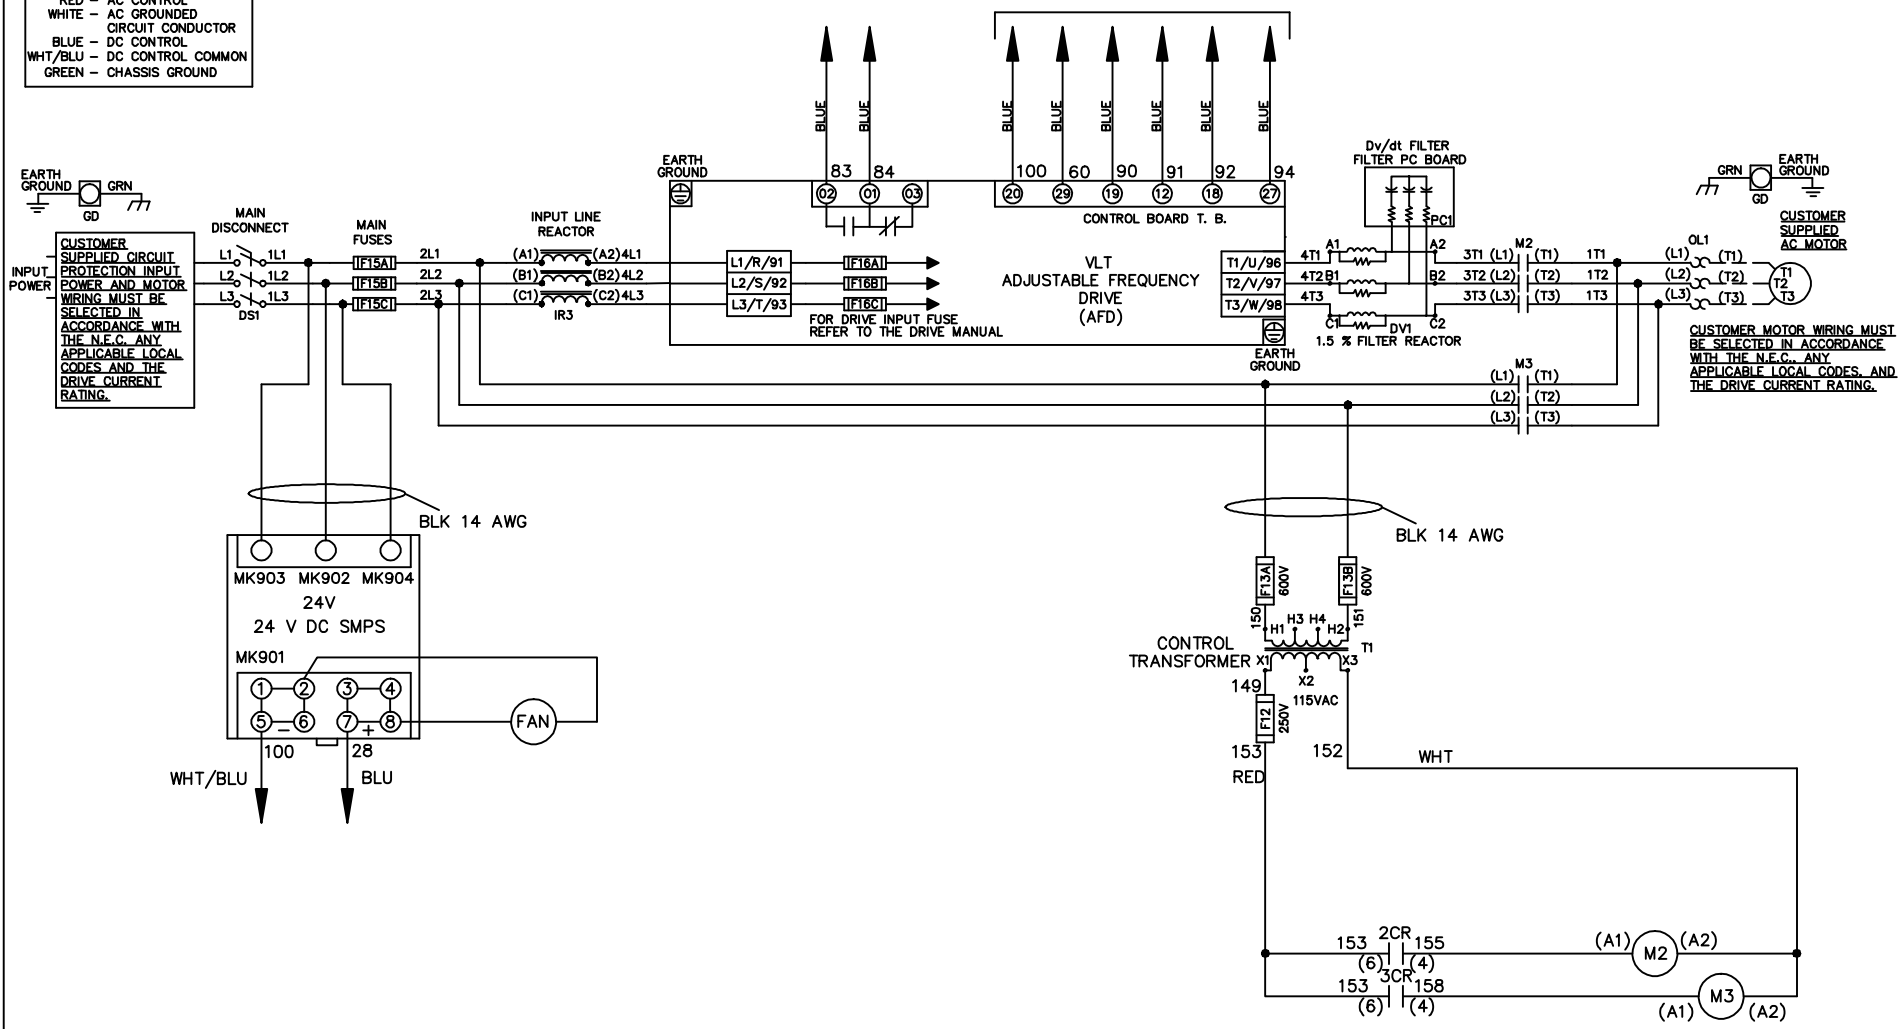 RED - AC CONTROL
WHITE - AC GROUNDED
CIRCUIT CONDUCTOR
BLUE - DC CONTROL
WHT/BLU - DC CONTROL COMMON
GREEN - CHASSIS GROUND
BLUE
BLUE
BLUE
BLUE
BLUE
BLUE
BLUE
BLUE
EARTH
GROUND
GRN
GD
EARTH
GROUND
83
84
100
60
90
91
92
94
02
01
03
20
29
19
12
18
27
CONTROL BOARD T. B.
Dv/dt FILTER
FILTER PC BOARD
PC1
GRN
EARTH
GROUND
GD
CUSTOMER
SUPPLIED
AC MOTOR
INPUT
POWER
CUSTOMER
SUPPLIED CIRCUIT
PROTECTION INPUT
POWER AND MOTOR
WIRING MUST BE
SELECTED IN
ACCORDANCE WITH
THE N.E.C. ANY
APPLICABLE LOCAL
CODES AND THE
DRIVE CURRENT
RATING.
MAIN
DISCONNECT
L1
1L1
L2
1L2
L3
1L3
DS1
MAIN
FUSES
F15A
F15B
F15C
2L1
2L2
2L3
INPUT LINE
REACTOR
(A1)
(A2)
4L1
(B1)
(B2)
4L2
(C1)
(C2)
4L3
IR3
L1/R/91
L2/S/92
L3/T/93
F16A
F16B
F16C
FOR DRIVE INPUT FUSE
REFER TO THE DRIVE MANUAL
VLT
ADJUSTABLE FREQUENCY
DRIVE
(AFD)
T1/U/96
T2/V/97
T3/W/98
EARTH
GROUND
4T1
4T2
4T3
A1
A2
B1
B2
C1
C2
DV1
1.5 % FILTER REACTOR
M2
3T1 (L1) (T1) 1T1
3T2 (L2) (T2) 1T2
3T3 (L3) (T3) 1T3
OL1
(L1) (T1)
(L2) (T2)
(L3) (T3)
T1
T2
T3
CUSTOMER MOTOR WIRING MUST
BE SELECTED IN ACCORDANCE
WITH THE N.E.C., ANY
APPLICABLE LOCAL CODES, AND
THE DRIVE CURRENT RATING.
M3
(L1) (T1)
(L2) (T2)
(L3) (T3)
BLK 14 AWG
BLK 14 AWG
MK903 MK902 MK904
24V
24 V DC SMPS
MK901
1
2
3
4
5
6
7
8
–
+
FAN
100
28
WHT/BLU
BLU
F13A
600V
F13B
600V
150
151
H1
H3
H4
H2
CONTROL
TRANSFORMER
T1
X1
X3
X2
115VAC
149
F12
250V
153
RED
152
WHT
2CR
153
155
(6)
(4)
(A1)
M2
(A2)
3CR
153
158
(6)
(4)
(A1)
M3
(A2)